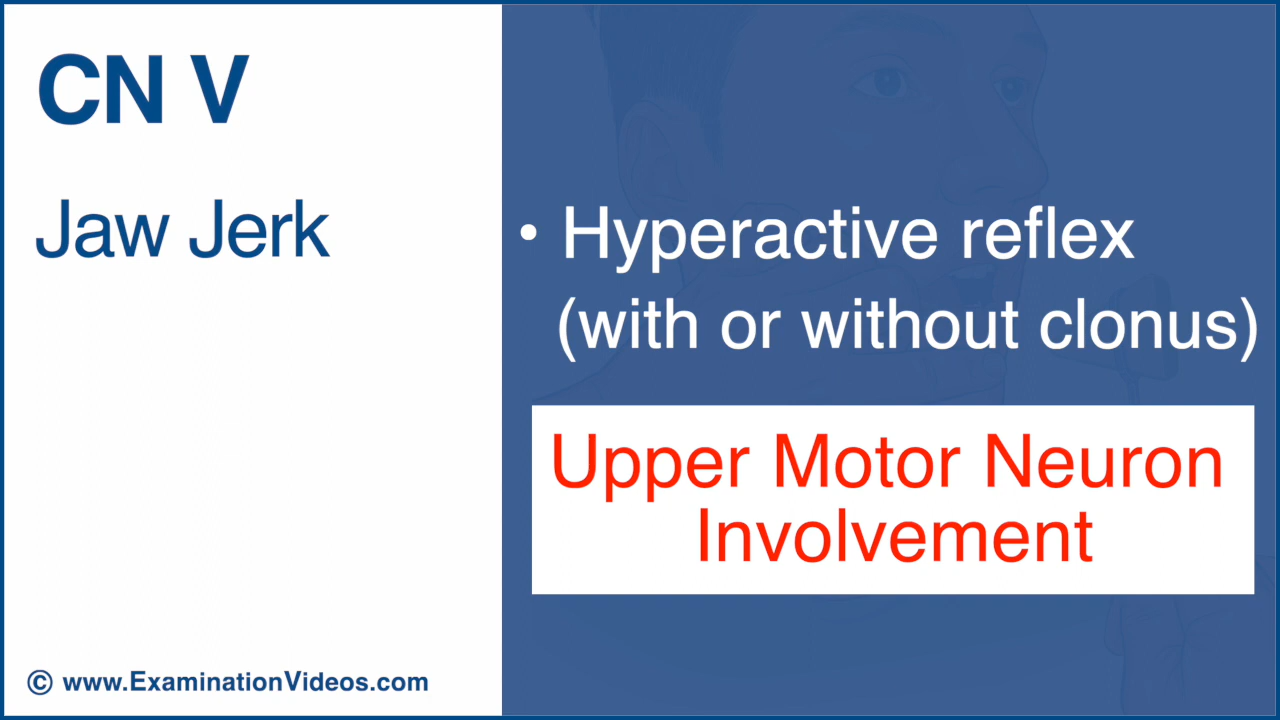 CN V
Jaw Jerk
• Hyperactive reflex
(with or without clonus)
Upper Motor Neuron
Involvement
© www.ExaminationVideos.com